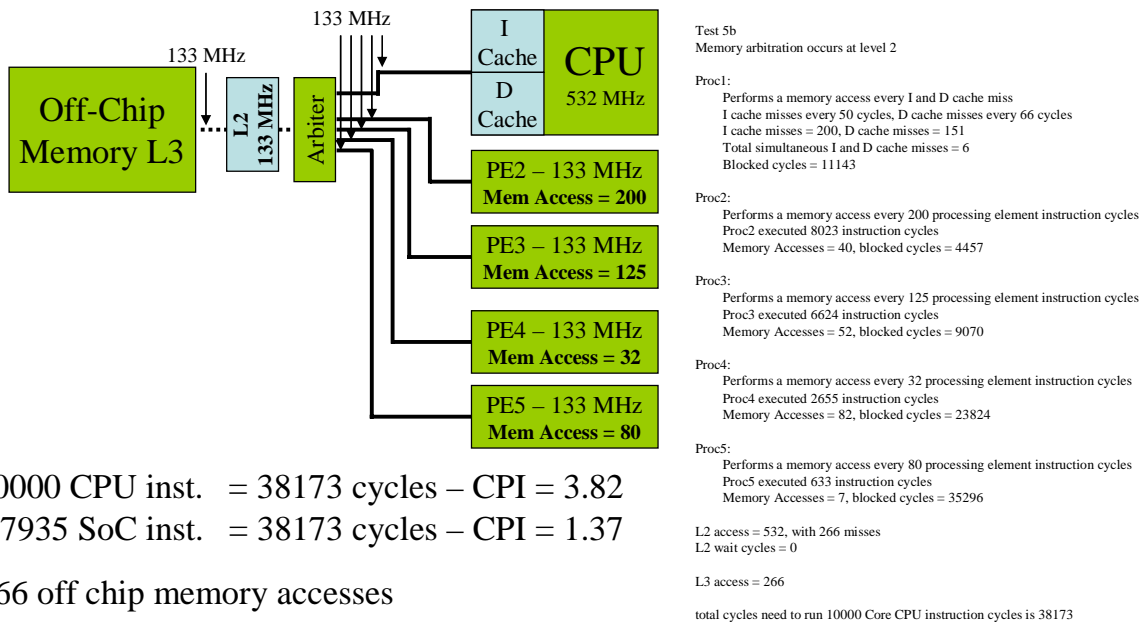 133 MHz
133 MHz
Off-Chip
Memory L3
L2
133 MHz
Arbiter
I
Cache
D
Cache
CPU
532 MHz
PE2 – 133 MHz
Mem Access = 200
PE3 – 133 MHz
Mem Access = 125
PE4 – 133 MHz
Mem Access = 32
PE5 – 133 MHz
Mem Access = 80
0000 CPU inst. = 38173 cycles – CPI = 3.82
7935 SoC inst. = 38173 cycles – CPI = 1.37
66 off chip memory accesses
Test 5b
Memory arbitration occurs at level 2
Proc1:
Performs a memory access every I and D cache miss
I cache misses every 50 cycles, D cache misses every 66 cycles
I cache misses = 200, D cache misses = 151
Total simultaneous I and D cache misses = 6
Blocked cycles = 11143
Proc2:
Performs a memory access every 200 processing element instruction cycles
Proc2 executed 8023 instruction cycles
Memory Accesses = 40, blocked cycles = 4457
Proc3:
Performs a memory access every 125 processing element instruction cycles
Proc3 executed 6624 instruction cycles
Memory Accesses = 52, blocked cycles = 9070
Proc4:
Performs a memory access every 32 processing element instruction cycles
Proc4 executed 2655 instruction cycles
Memory Accesses = 82, blocked cycles = 23824
Proc5:
Performs a memory access every 80 processing element instruction cycles
Proc5 executed 633 instruction cycles
Memory Accesses = 7, blocked cycles = 35296
L2 access = 532, with 266 misses
L2 wait cycles = 0
L3 access = 266
total cycles need to run 10000 Core CPU instruction cycles is 38173